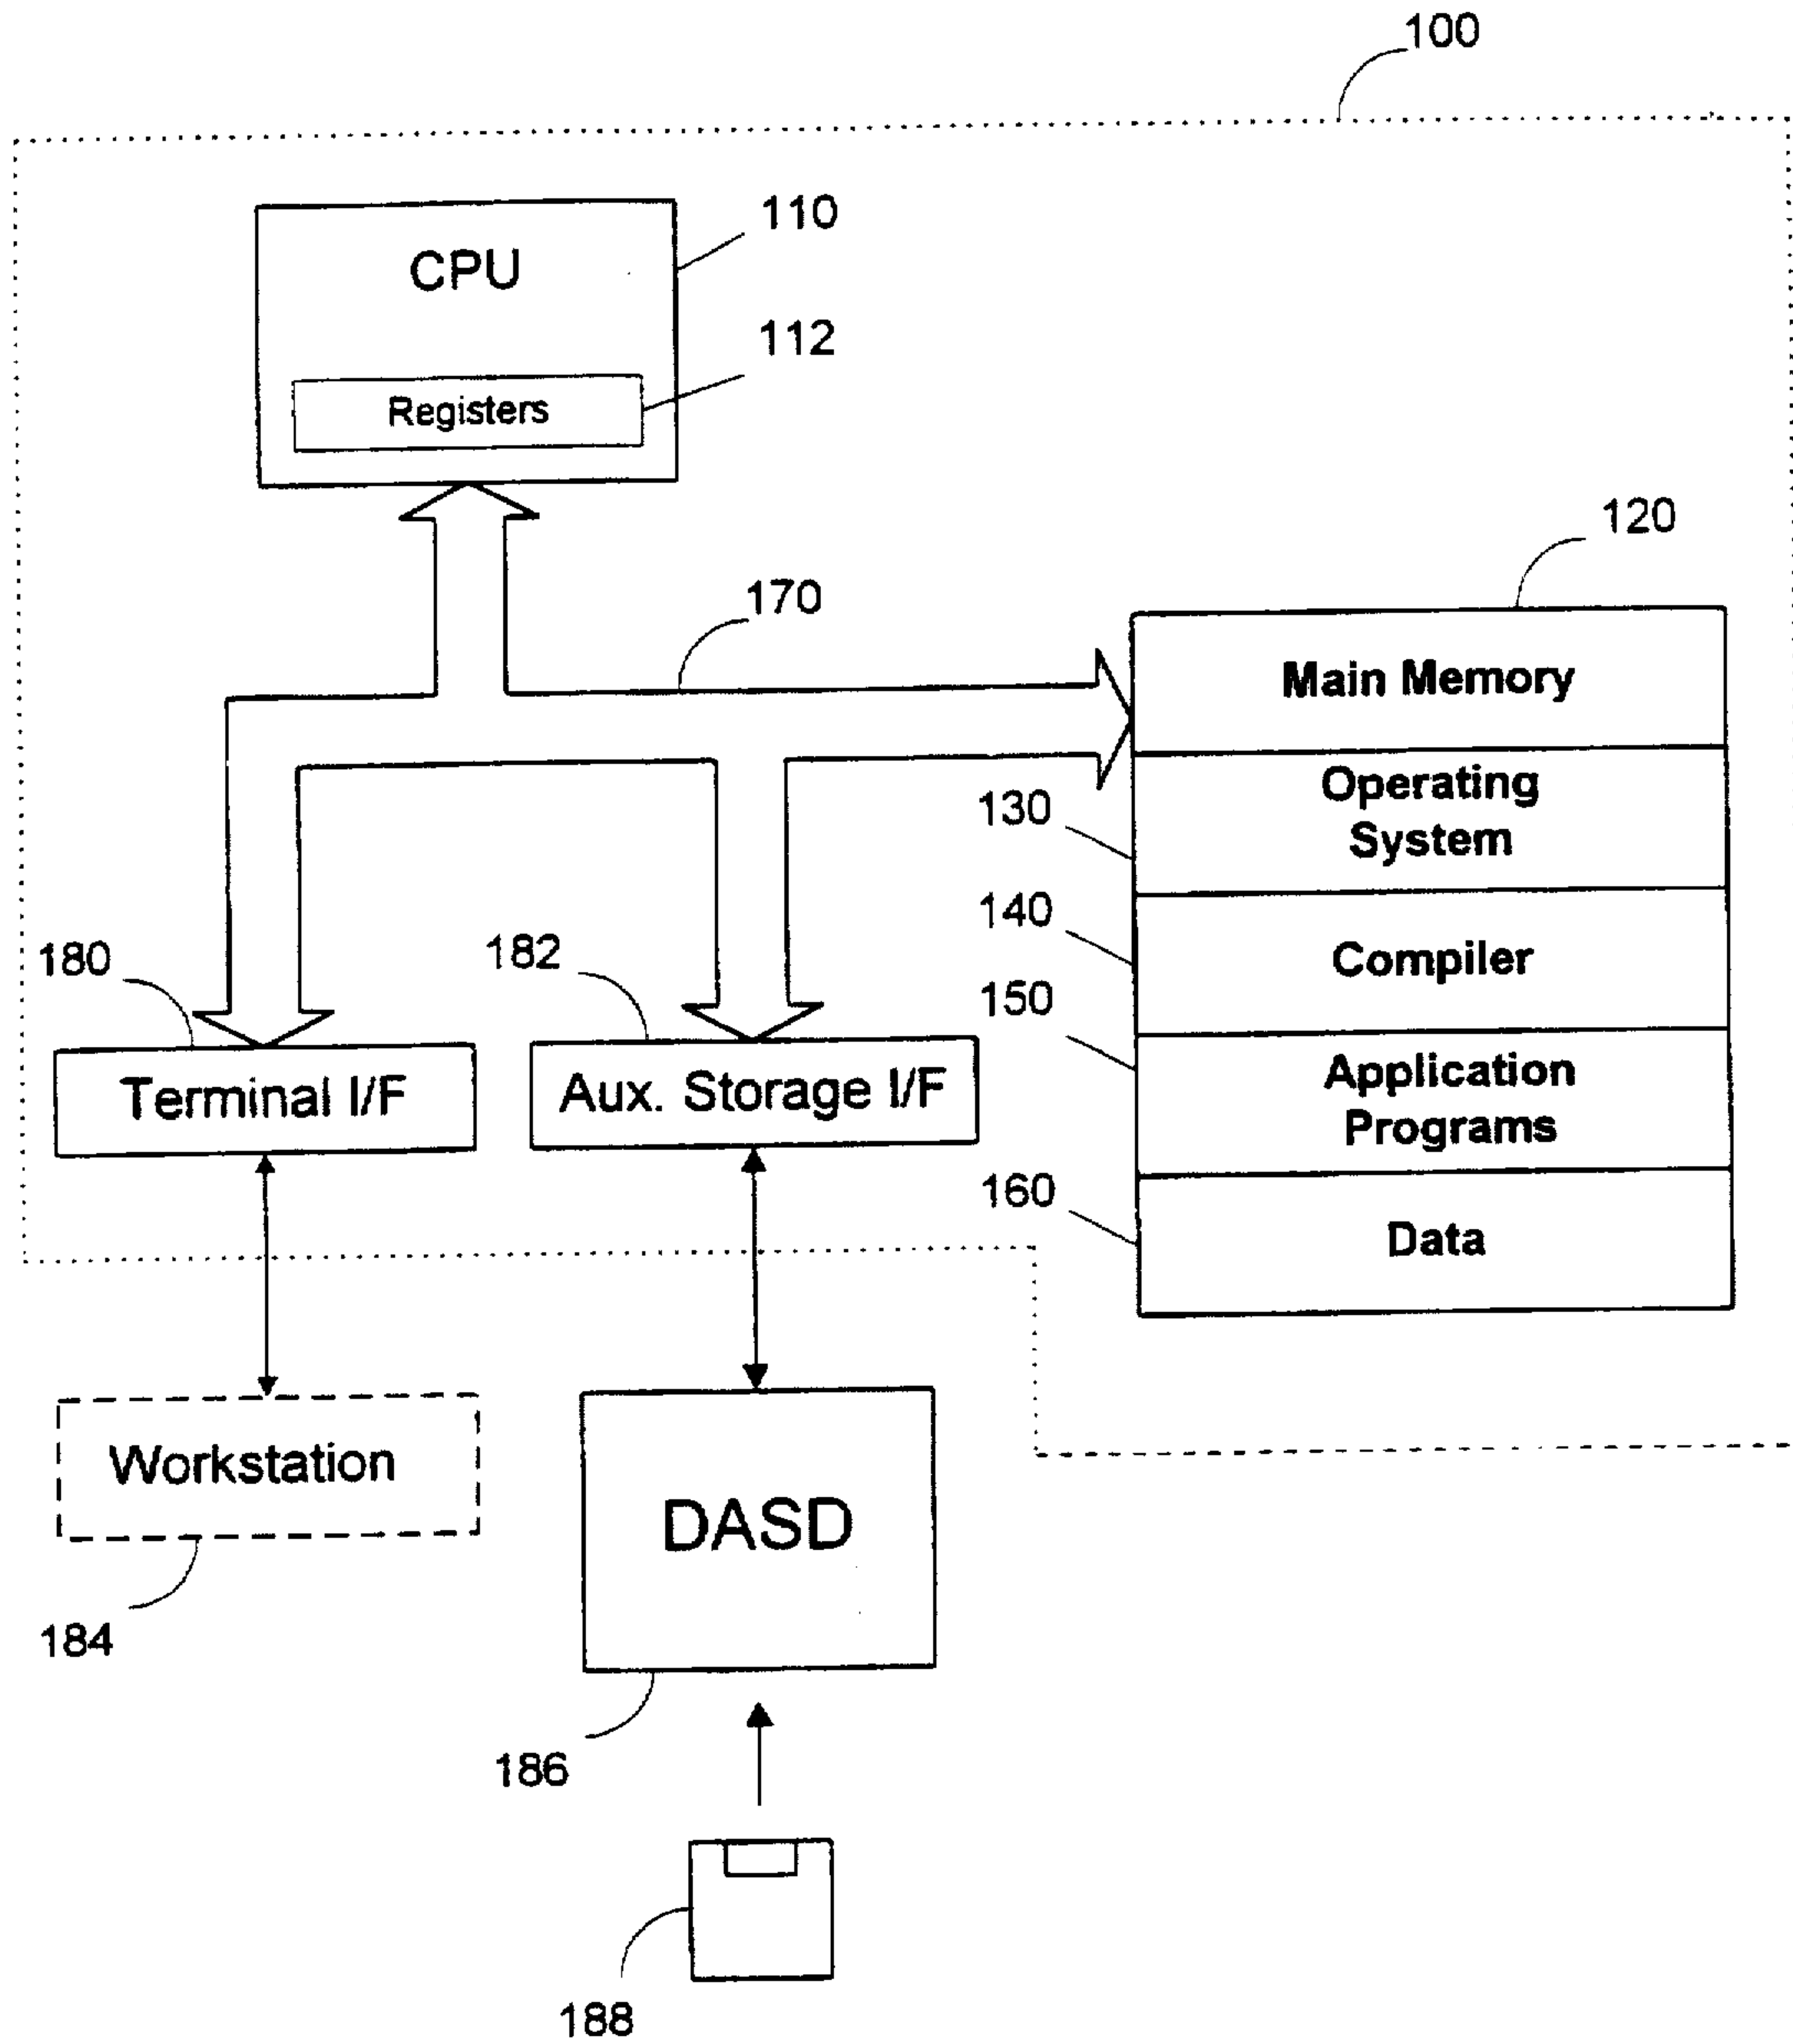 100
110
CPU
112
Registers
120
170
Main Memory
Operating
System
130
140
Compiler
180
182
150
Terminal I/F
Aux. Storage I/F
Application
Programs
160
Data
Workstation
DASD
184
186
188